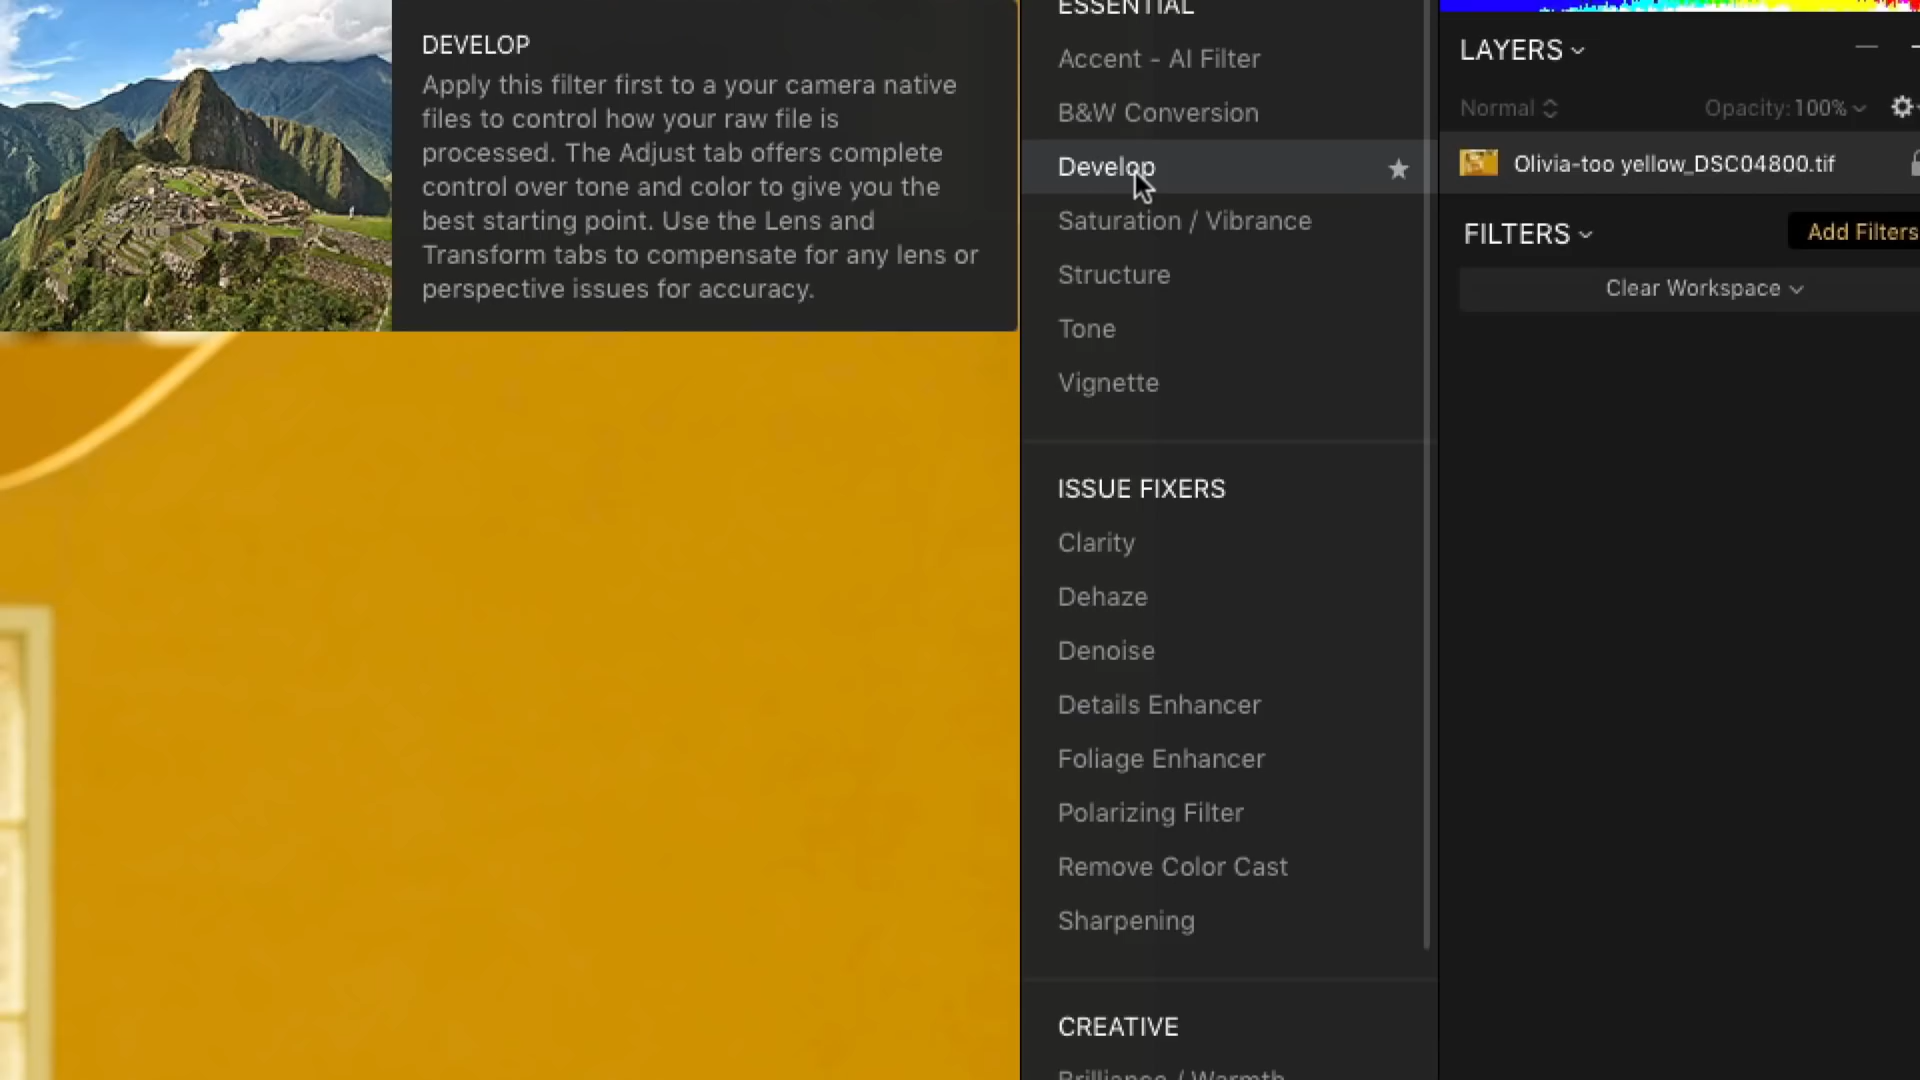 DEVELOP
Apply this filter first to a your camera native
files to control how your raw file is
processed. The Adjust tab offers complete
control over tone and color to give you the
best starting point. Use the Lens and
Transform tabs to compensate for any lens or
perspective issues for accuracy.
ESSENTIAL
Accent - AI Filter
B&W Conversion
Develop
Saturation / Vibrance
Structure
Tone
Vignette
ISSUE FIXERS
Clarity
Dehaze
Denoise
Details Enhancer
Foliage Enhancer
Polarizing Filter
Remove Color Cast
Sharpening
CREATIVE
Brilliance / Warmth
LAYERS
Normal
Opacity: 100%
Olivia-too yellow_DSC04800.tif
FILTERS
Add Filters
Clear Workspace